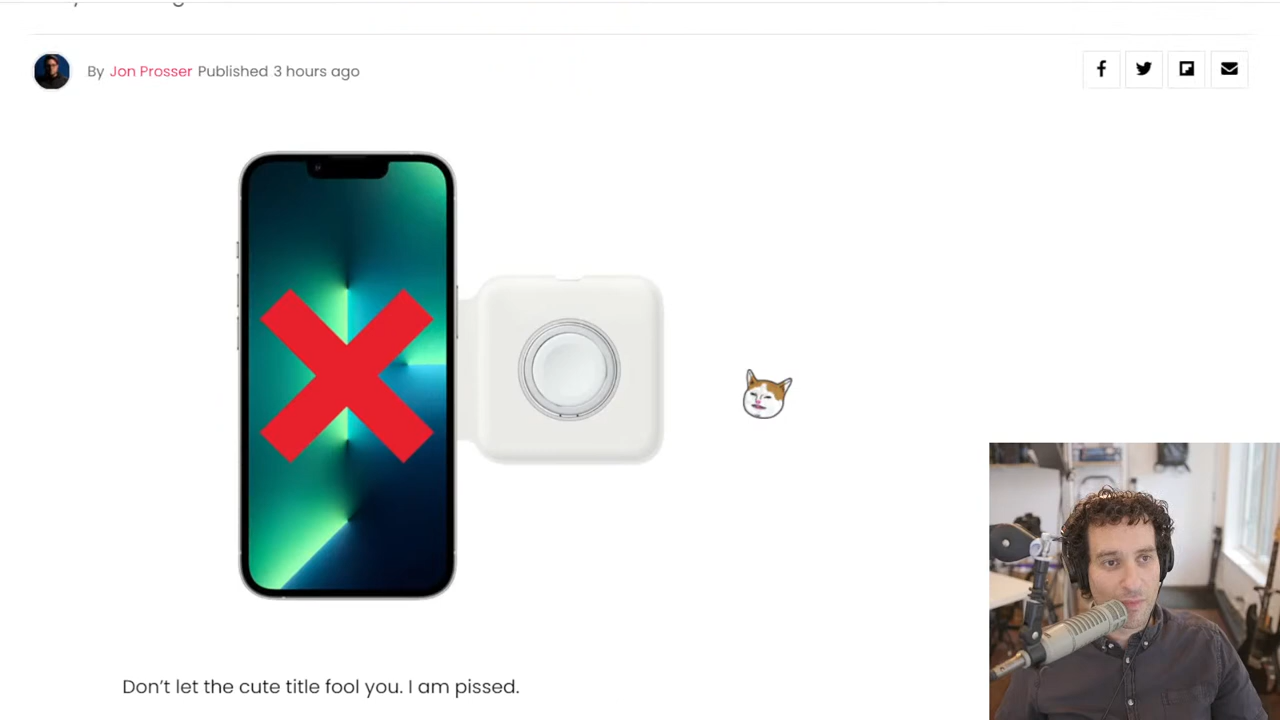 By Jon Prosser Published 3 hours ago
Don't let the cute title fool you. I am pissed.